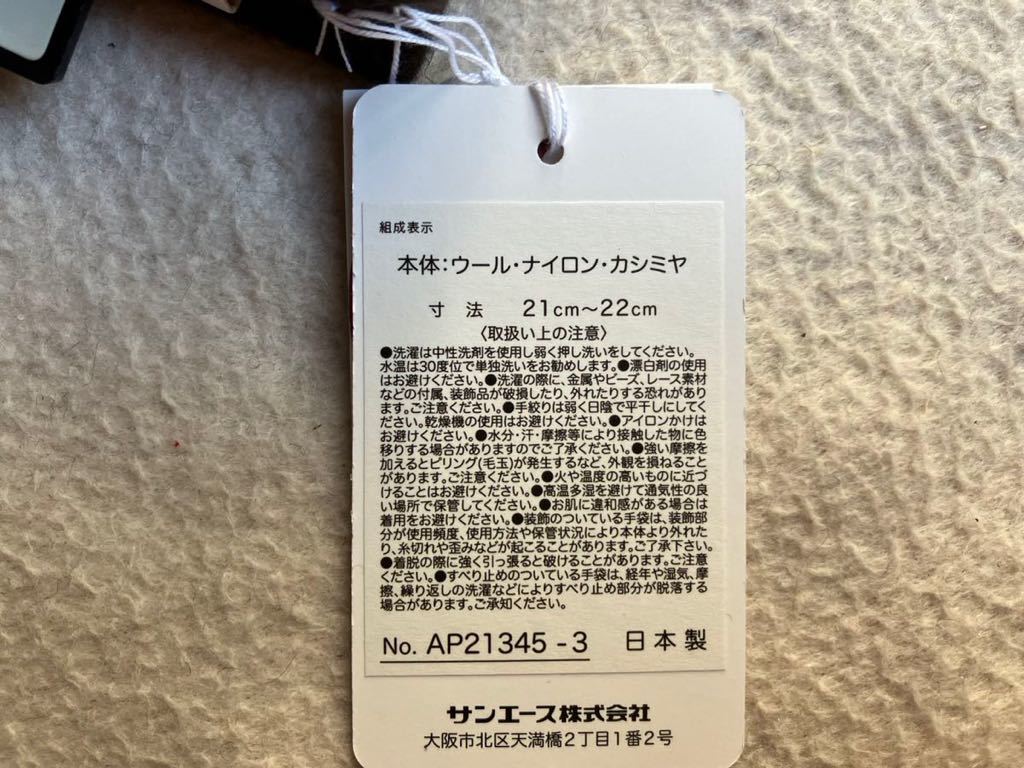 組成表示
本体:ウール・ナイロン・カシミヤ
寸 法 21cm〜22cm
〈取扱い上の注意〉
●洗濯は中性洗剤を使用し弱く押し洗いをしてください。
水温は30度位で単独洗いをお勧めします。●漂白剤の使用
はお避けください。●洗濯の際に、金属やビーズ、レース素材
などの付属、装飾品が破損したり、外れたりする恐れがあり
ます。ご注意ください。●手絞りは弱く日陰で平干しにしてく
ださい。乾燥機の使用はお避けください。●アイロンかけは
お避けください。●水分・汗・摩擦等により接触した物に色
移りする場合がありますのでご了承ください。●強い摩擦を
加えるとピリング(毛玉)が発生するなど、外観を損ねること
があります。ご注意ください。●火や温度の高いものに近づ
けることはお避けください。●高温多湿を避けて通気性の良
い場所で保管してください。●お肌に違和感がある場合は
着用をお避けください。●装飾のついている手袋は、装飾部
分が使用頻度、使用方法や保管状況により本体より外れた
り、糸切れや歪みなどが起こることがあります。ご了承下さい。
●着脱の際に強く引っ張ると破けることがあります。ご注意
ください。●すべり止めのついている手袋は、経年や湿気、摩
擦、繰り返しの洗濯などによりすべり止め部分が脱落する
場合があります。ご承知ください。
No. AP21345 -3 日本製
サンエース株式会社
大阪市北区天満橋2丁目1番2号